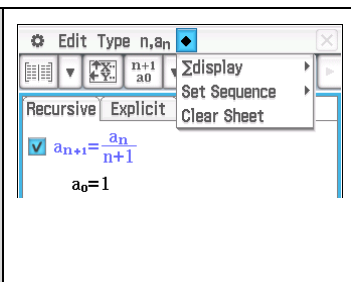 Edit Type n,an ◆
n+1 a0
Σdisplay
Set Sequence
Clear Sheet
Recursive Explicit
aₙ₊₁=aₙ/n+1
a₀=1